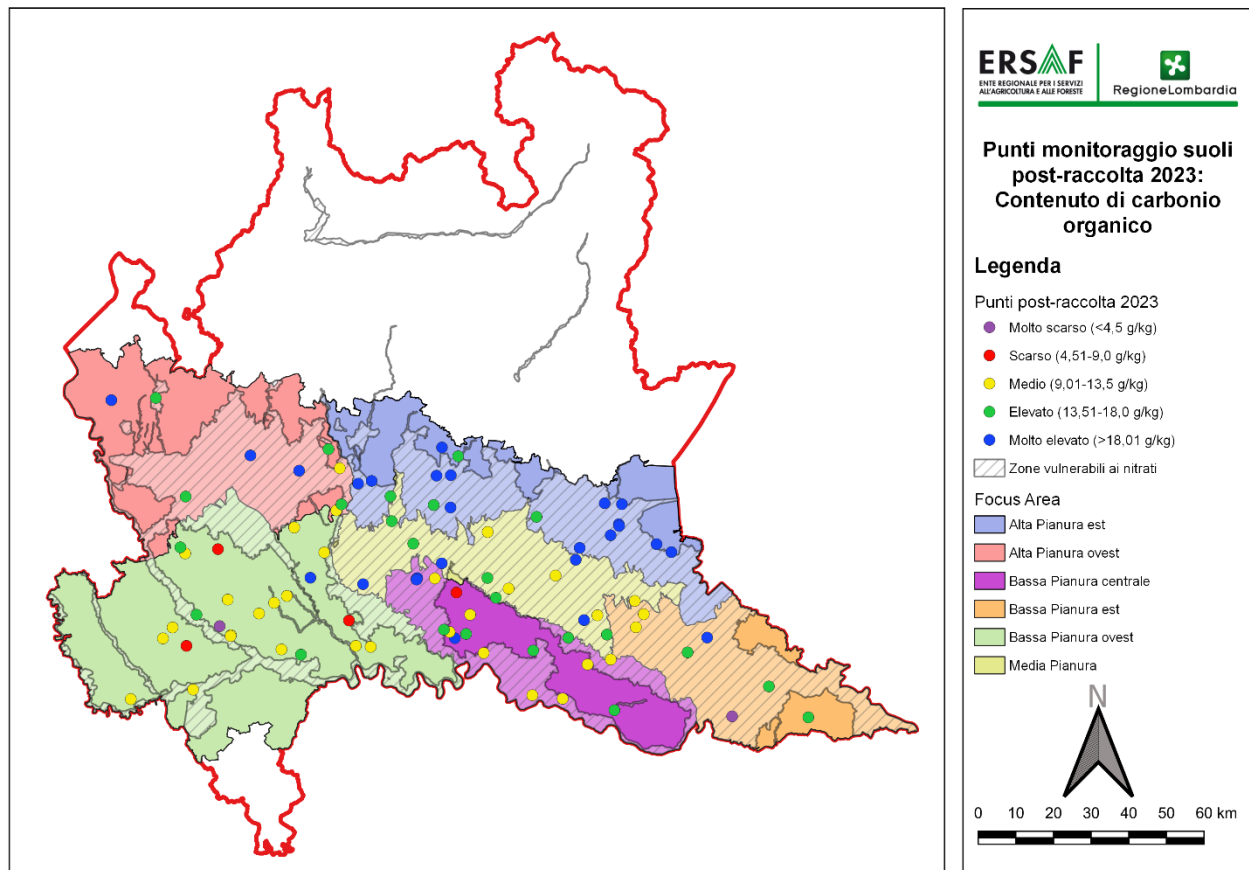 ERSAF
ENTE REGIONALE PER I SERVIZI
ALL'AGRICOLTURA E ALLE FORESTE
RegioneLombardia
Punti monitoraggio suoli
post-raccolta 2023:
Contenuto di carbonio
organico
Legenda
Punti post-raccolta 2023
Molto scarso (<4,5 g/kg)
Scarso (4,51-9,0 g/kg)
Medio (9,01-13,5 g/kg)
Elevato (13,51-18,0 g/kg)
Molto elevato (>18,01 g/kg)
Zone vulnerabili ai nitrati
Focus Area
Alta Pianura est
Alta Pianura ovest
Bassa Pianura centrale
Bassa Pianura est
Bassa Pianura ovest
Media Pianura
N
0 10 20 30 40 50 60 km